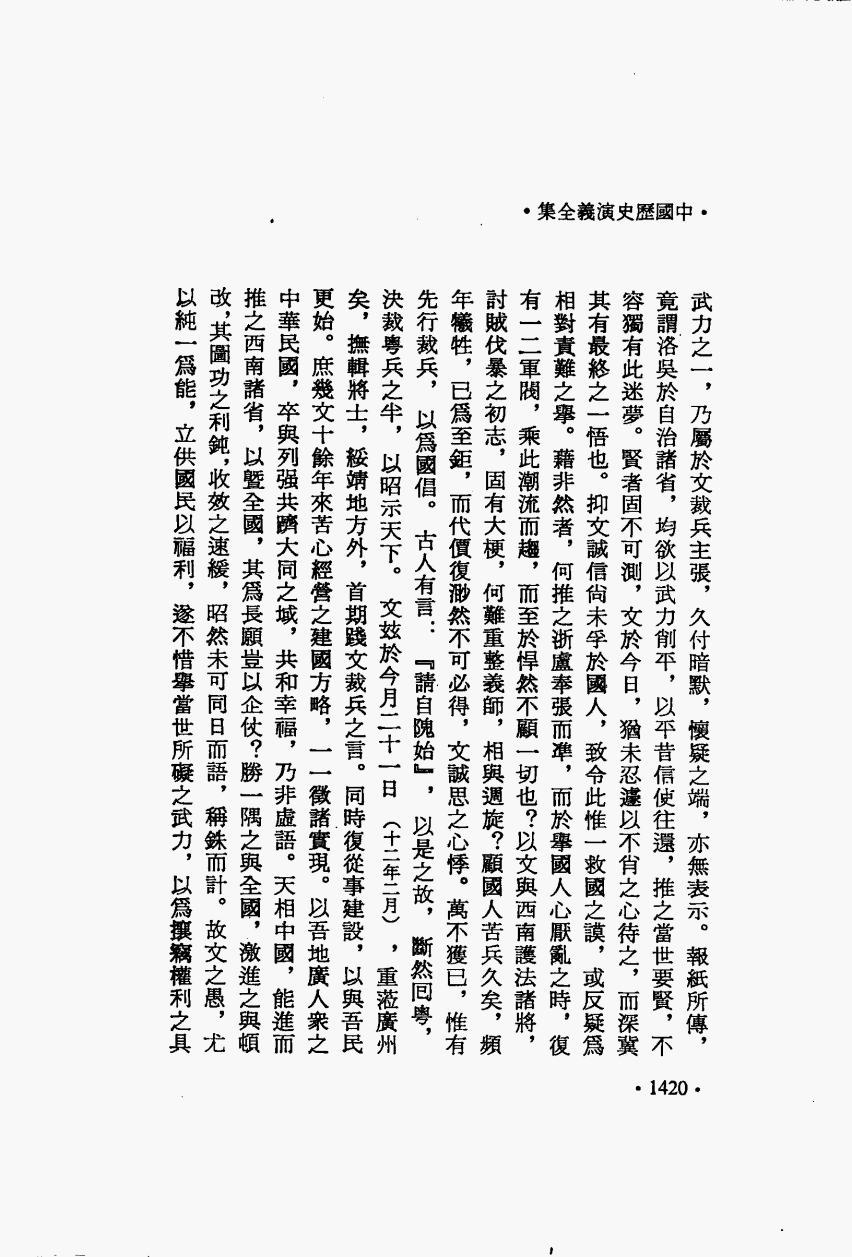 •中國歷史演義全集•
武力之一，乃屬於文裁兵主張，久付暗默，懷疑之端，亦無表示。報紙所傳，
竟謂洛吳於自治諸省，均欲以武力削平，以平昔信使往還，推之當世要賢，不
容獨有此迷夢。賢者固不可測，文於今日，猶未忍遽以不肖之心待之，而深冀
其有最終之一悟也。抑文誠信尙未孚於國人，致令此惟一救國之謨，或反疑爲
相對責難之舉。藉非然者，何推之浙盧奉張而凖，而於舉國人心厭亂之時，復
有一二軍閥，乘此潮流而趨，而至於悍然不顧一切也？以文與西南護法諸將，
討賊伐暴之初志，固有大梗，何難重整義師，相與週旋？顧國人苦兵久矣，頻
年犧牲，已爲至鉅，而代價復渺然不可必得，文誠思之心悸。萬不獲已，惟有
先行裁兵，以爲國倡。古人有言：『請自隗始』，以是之故，斷然回粤，
決裁粤兵之半，以昭示天下。文玆於今月二十一日（十二年二月），重蒞廣州
矣，撫輯將士，綏靖地方外，首期踐文裁兵之言。同時復從事建設，以與吾民
更始。庶幾文十餘年來苦心經營之建國方略，一一徵諸實現。以吾地廣人衆之
中華民國，卒與列强共躋大同之域，共和幸福，乃非虛語。天相中國，能進而
推之西南諸省，以暨全國，其爲長願豈以企仗？勝一隅之與全國，激進之與頓
改，其圖功之利鈍，收效之速緩，昭然未可同日而語，稱銖而計。故文之愚，尤
以純一爲能，立供國民以福利，遂不惜舉當世所礙之武力，以爲攘竊權利之具
•1420•